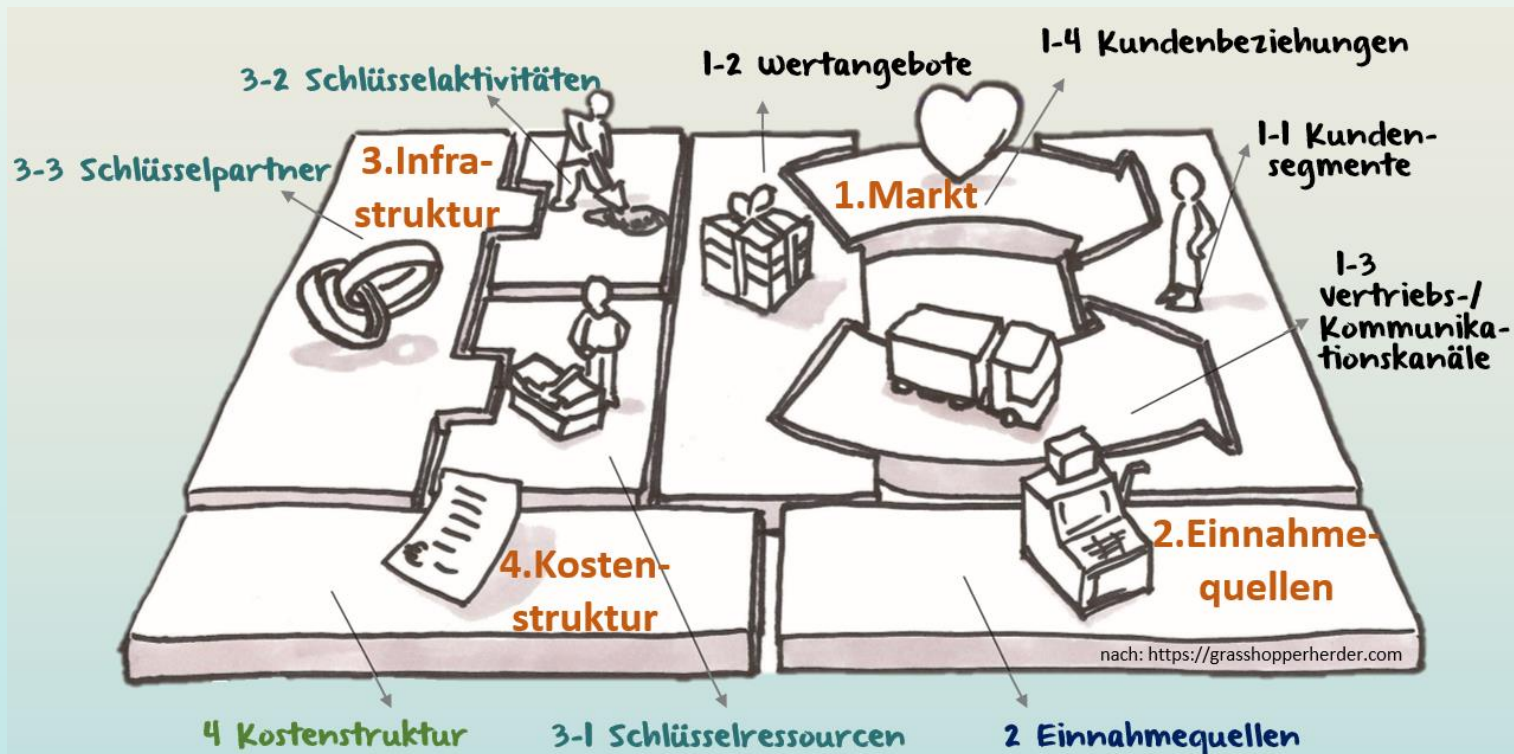 1-4 Kundenbeziehungen
1-2 Wertangebote
3-2 Schlüsselaktivitäten
1-1 Kunden-
segmente
3-3 Schlüsselpartner
3.Infra-
struktur
1.Markt
1-3
Vertriebs-/
Kommunika-
tionskanäle
2.Einnahme-
quellen
4.Kosten-
struktur
€
nach: https://grasshopperherder.com
4 Kostenstruktur
3-1 Schlüsselressourcen
2 Einnahmequellen